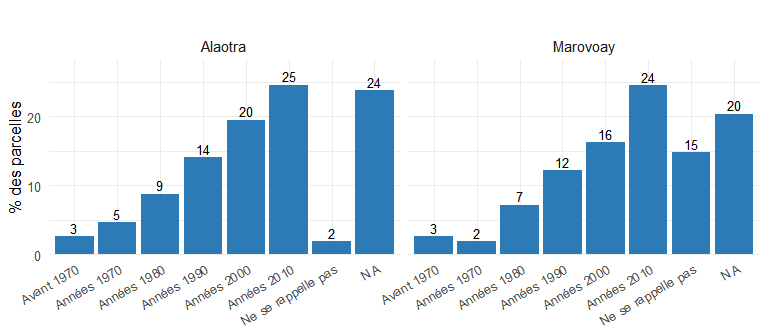 Alaotra
Marovoay
% des parcelles
20
10
0
3
5
9
14
20
25
2
24
3
2
7
12
16
24
15
20
Avant 1970
Années 1970
Années 1980
Années 1990
Années 2000
Années 2010
Ne se rappelle pas
NA
Avant 1970
Années 1970
Années 1980
Années 1990
Années 2000
Années 2010
Ne se rappelle pas
NA